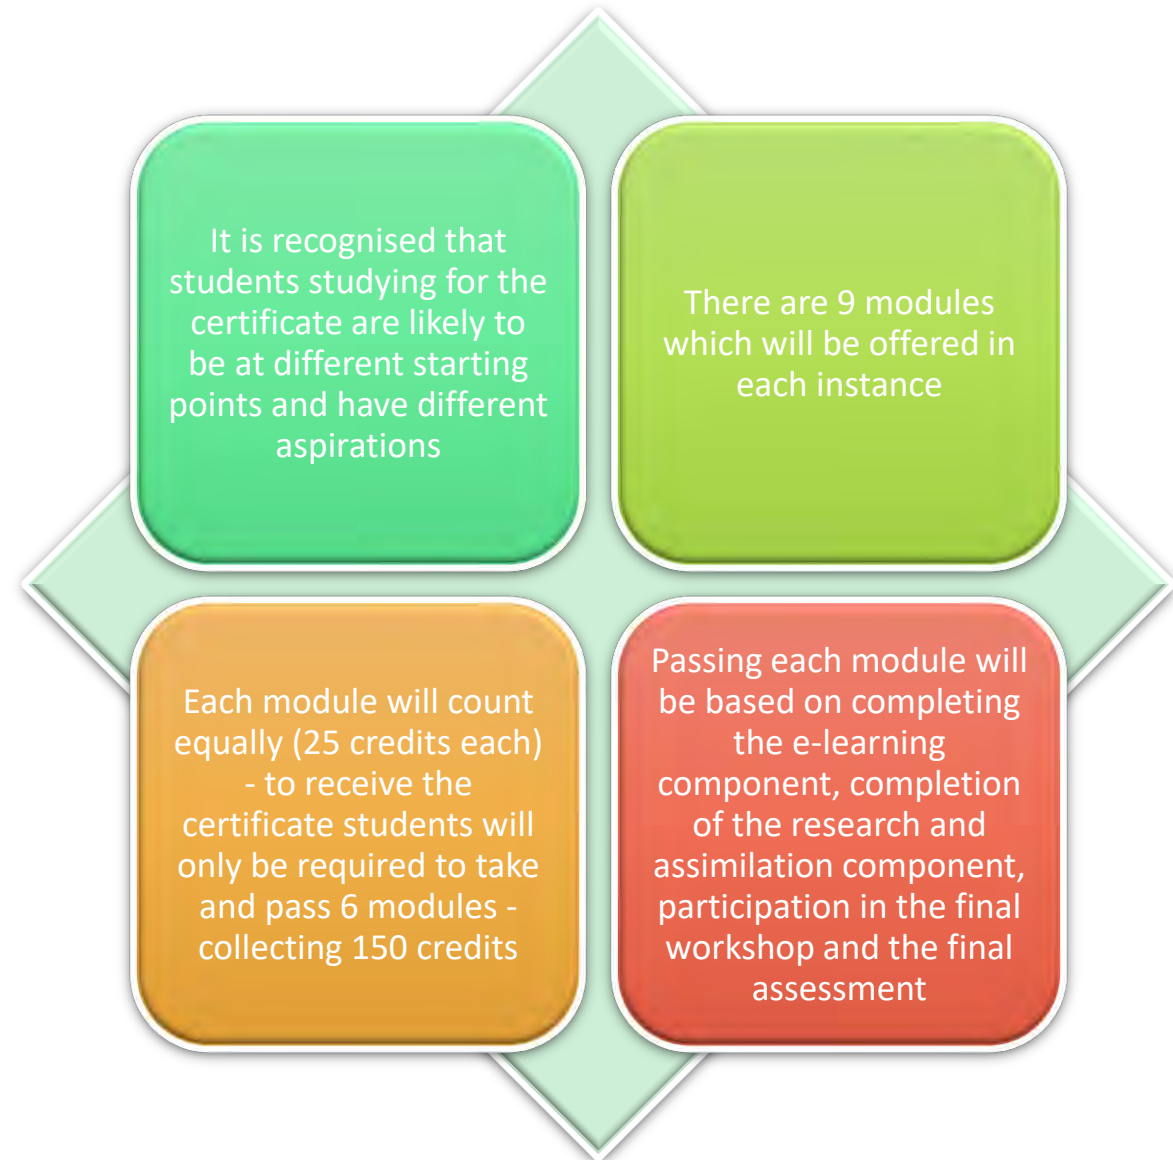 It is recognised that
students studying for the
certificate are likely to
be at different starting
points and have different
aspirations
There are 9 modules
which will be offered in
each instance
Each module will count
equally (25 credits each)
- to receive the
certificate students will
only be required to take
and pass 6 modules -
collecting 150 credits
Passing each module will
be based on completing
the e-learning
component, completion
of the research and
assimilation component,
participation in the final
workshop and the final
assessment